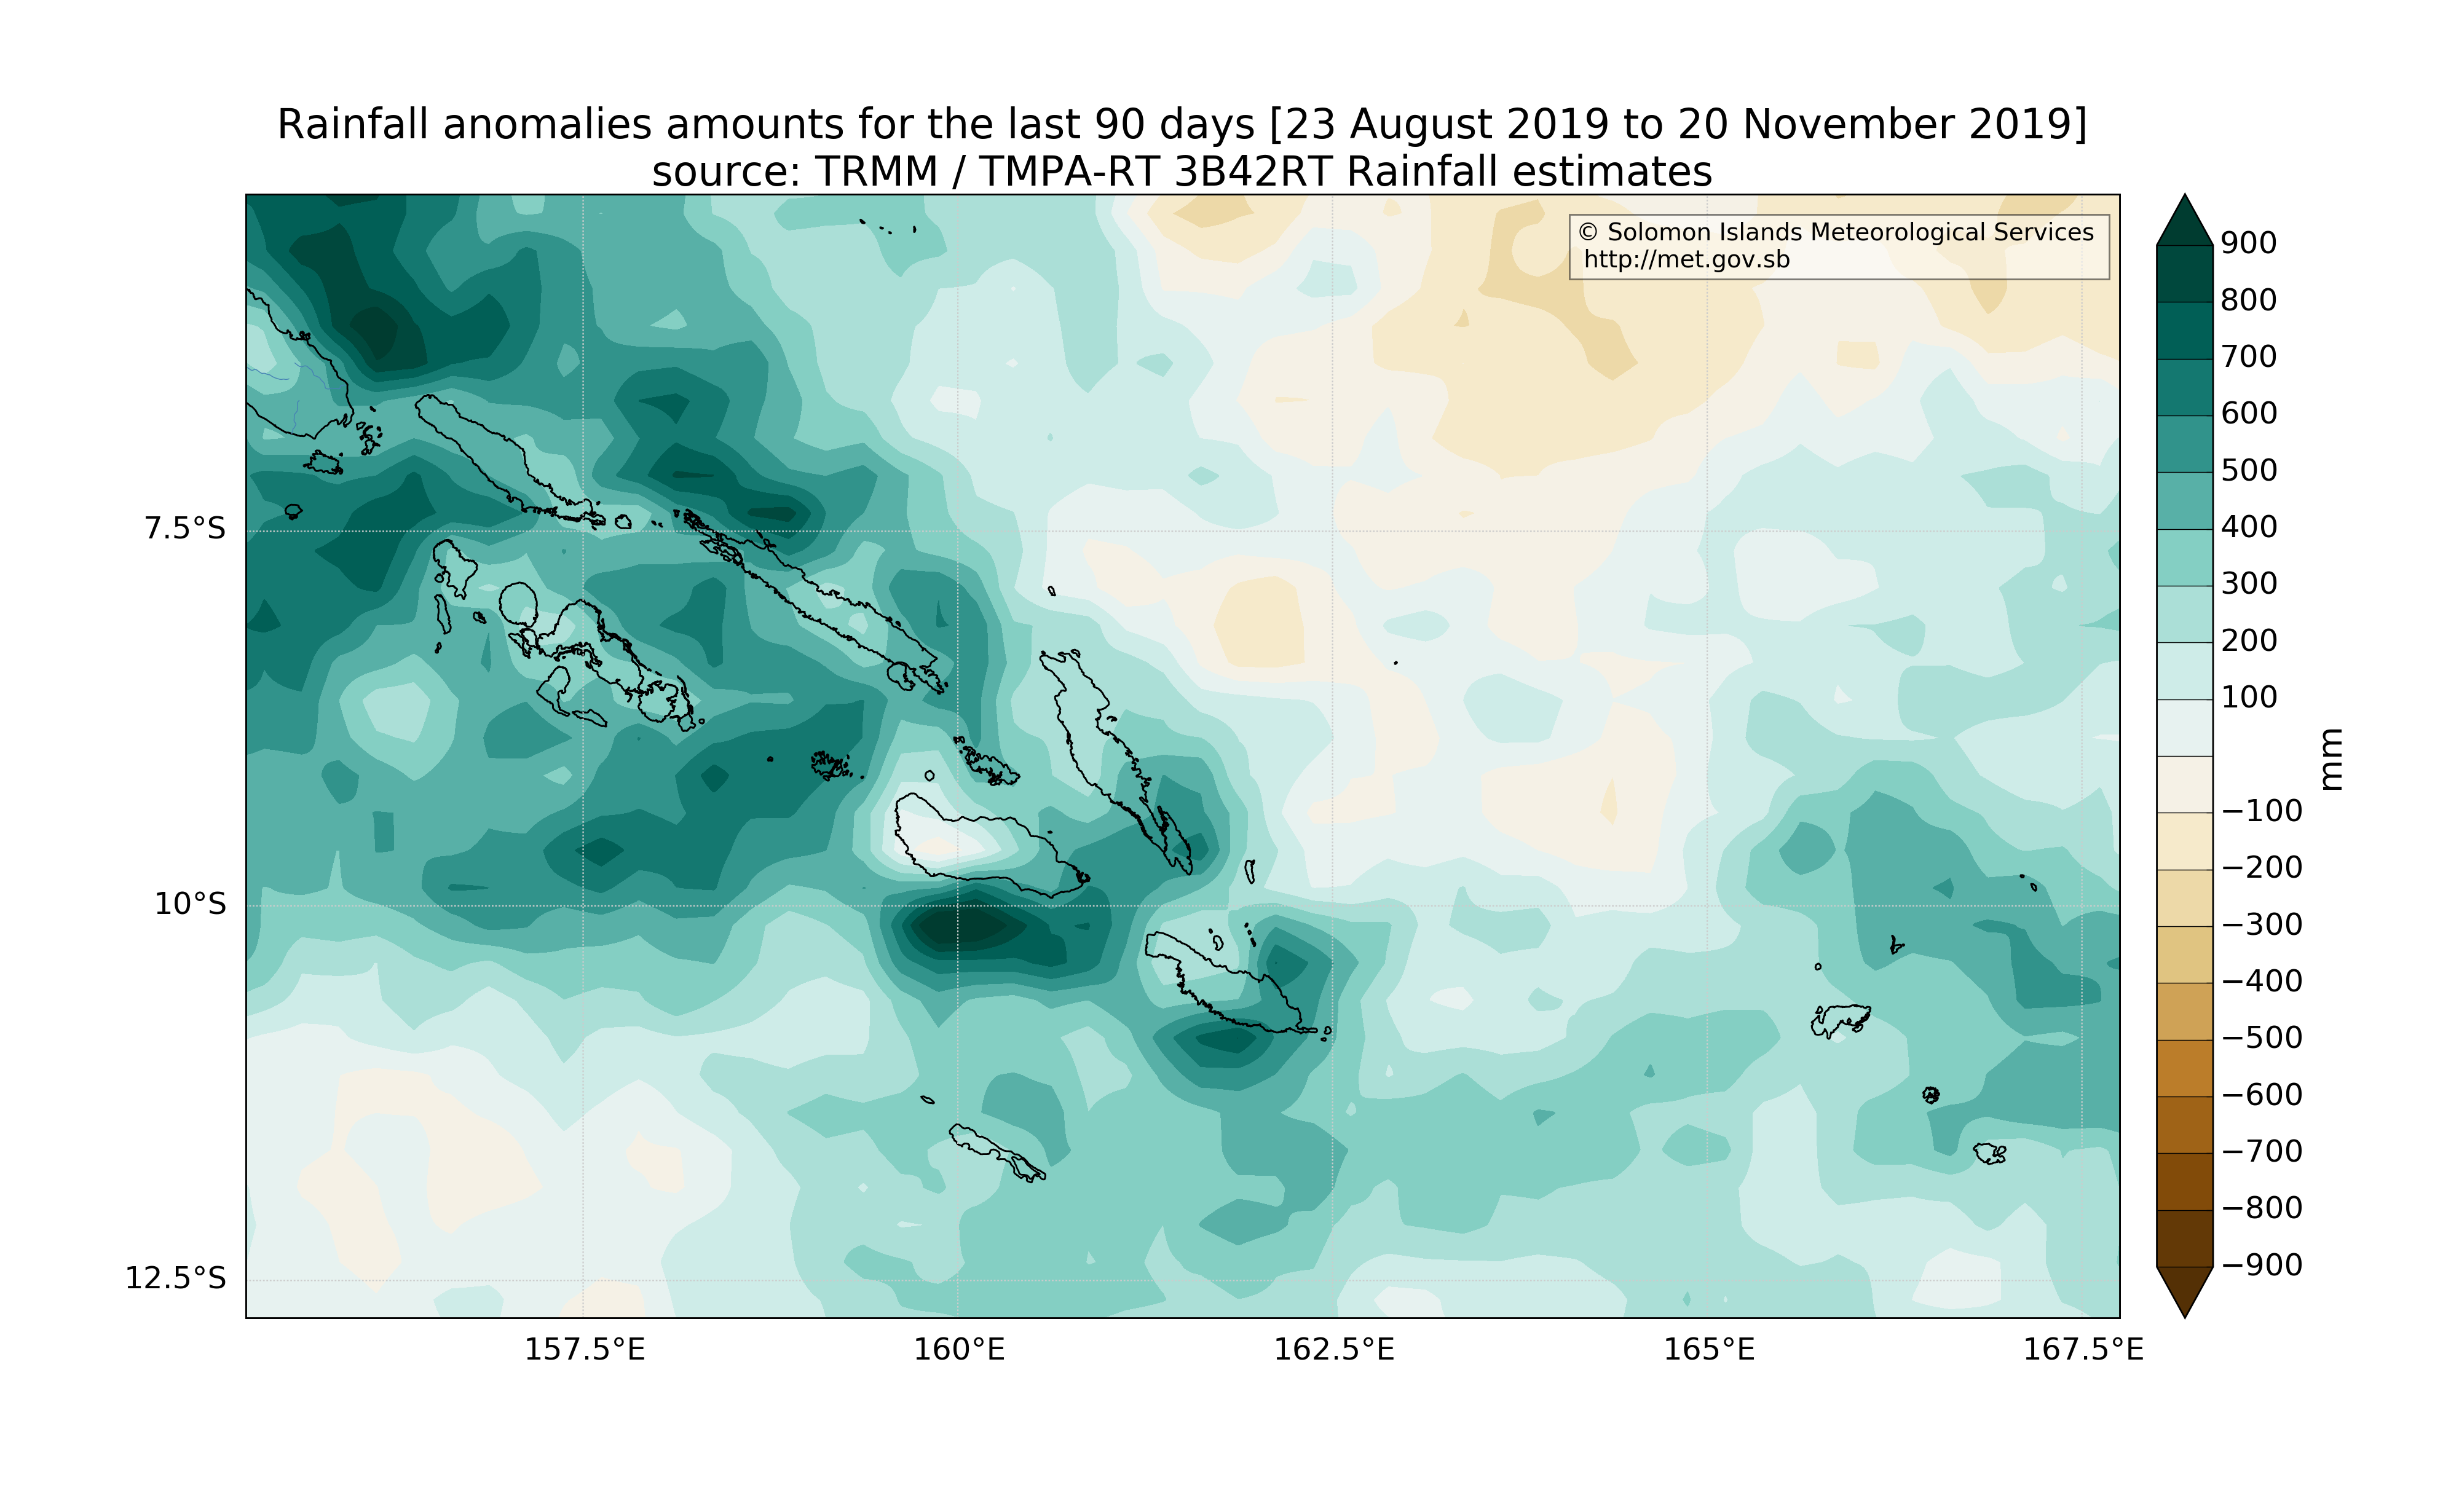 Rainfall anomalies amounts for the last 90 days [23 August 2019 to 20 November 2019]
source: TRMM / TMPA-RT 3B42RT Rainfall estimates
© Solomon Islands Meteorological Services
http://met.gov.sb
7.5°S
10°S
12.5°S
157.5°E
160°E
162.5°E
165°E
167.5°E
900
800
700
600
500
400
300
200
100
−100
−200
−300
−400
−500
−600
−700
−800
−900
mm